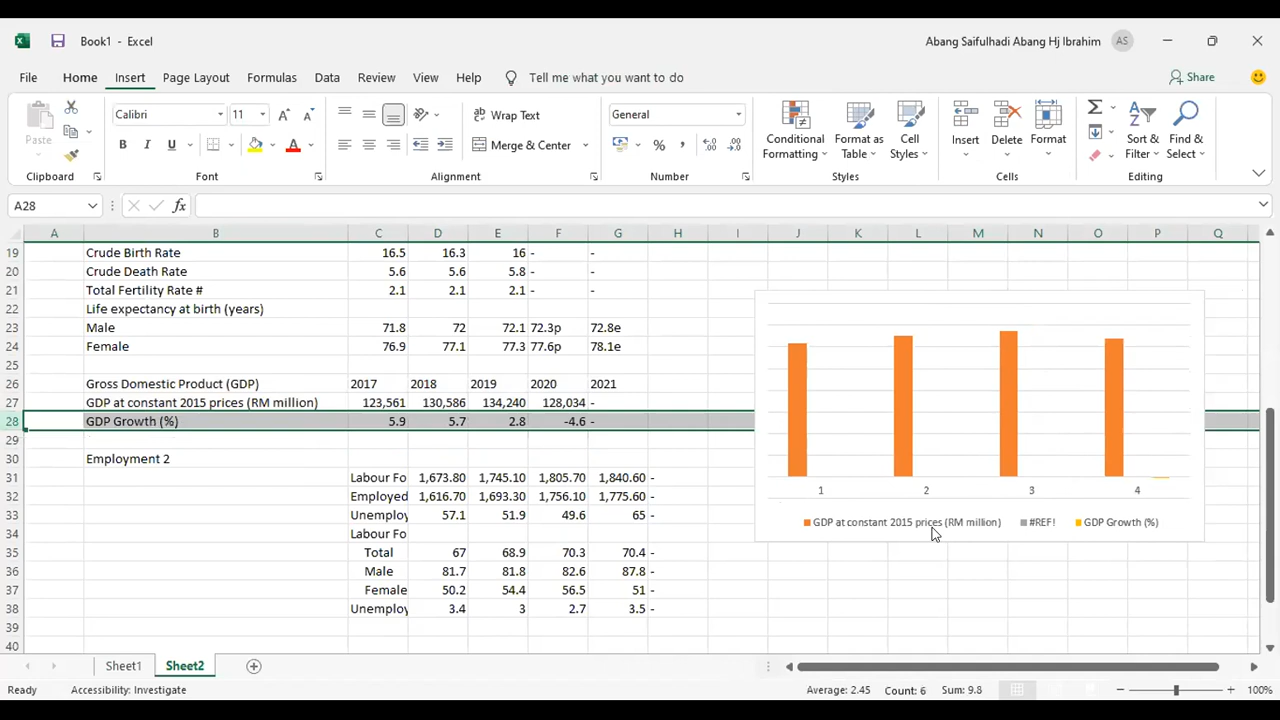 Book1 - Excel
Abang Saifulhadi Abang Hj Ibrahim
AS
File Home Insert Page Layout Formulas Data Review View Help Tell me what you want to do
Share
Paste
Calibri 11
General
Wrap Text
Merge & Center
B I U
Conditional Formatting
Format as Table
Cell Styles
Insert
Delete
Format
Sort & Filter
Find & Select
Clipboard Font Alignment Number Styles Cells Editing
A28
fx
A B C D E F G H I J K L M N O P Q
19 Crude Birth Rate 16.5 16.3 16 - -
20 Crude Death Rate 5.6 5.6 5.8 - -
21 Total Fertility Rate # 2.1 2.1 2.1 - -
22 Life expectancy at birth (years)
23 Male 71.8 72 72.1 72.3p 72.8e
24 Female 76.9 77.1 77.3 77.6p 78.1e
25
26 Gross Domestic Product (GDP) 2017 2018 2019 2020 2021
27 GDP at constant 2015 prices (RM million) 123,561 130,586 134,240 128,034 -
28 GDP Growth (%) 5.9 5.7 2.8 -4.6 -
29
30 Employment 2
31 Labour Fo 1,673.80 1,745.10 1,805.70 1,840.60 -
32 Employed 1,616.70 1,693.30 1,756.10 1,775.60 -
33 Unemploy 57.1 51.9 49.6 65 -
34 Labour Fo
35 Total 67 68.9 70.3 70.4 -
36 Male 81.7 81.8 82.6 87.8 -
37 Female 50.2 54.4 56.5 51 -
38 Unemploy 3.4 3 2.7 3.5 -
39
40
1 2 3 4
GDP at constant 2015 prices (RM million) #REF! GDP Growth (%)
Sheet1 Sheet2
Ready Accessibility: Investigate Average: 2.45 Count: 6 Sum: 9.8 100%